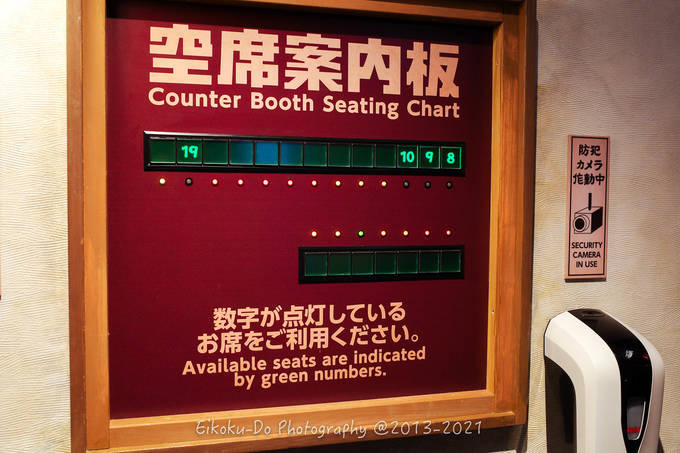 空席案内板
Counter Booth Seating Chart
19 10 9 8
数字が点灯している
お席をご利用ください。
Available seats are indicated
by green numbers.
防犯
カメラ
作動中
SECURITY
CAMERA
IN USE
Eikoku-Do Photography @2013-2021